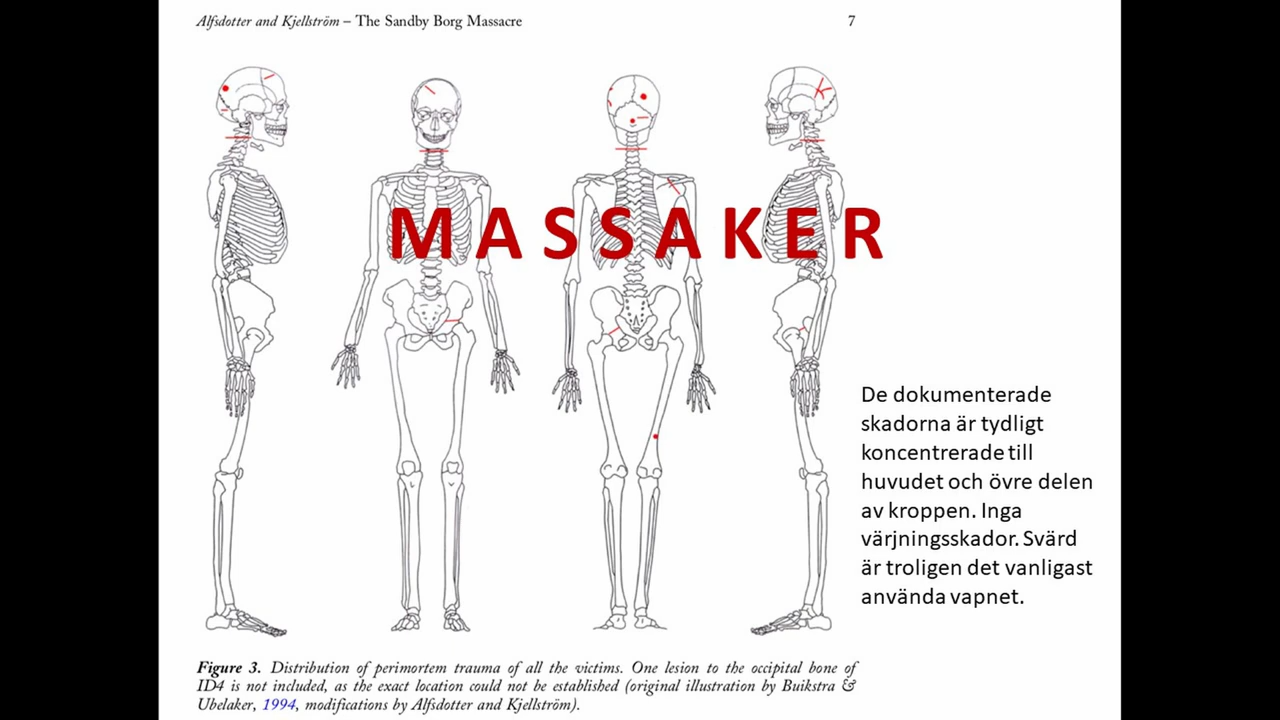 Alfsdotter and Kjellström – The Sandby Borg Massacre 7
MASSAKER
De dokumenterade
skadorna är tydligt
koncentrerade till
huvudet och övre delen
av kroppen. Inga
värjningsskador. Svärd
är troligen det vanligast
använda vapnet.
Figure 3. Distribution of perimortem trauma of all the victims. One lesion to the occipital bone of
ID4 is not included, as the exact location could not be established (original illustration by Buikstra &
Ubelaker, 1994, modifications by Alfsdotter and Kjellström).